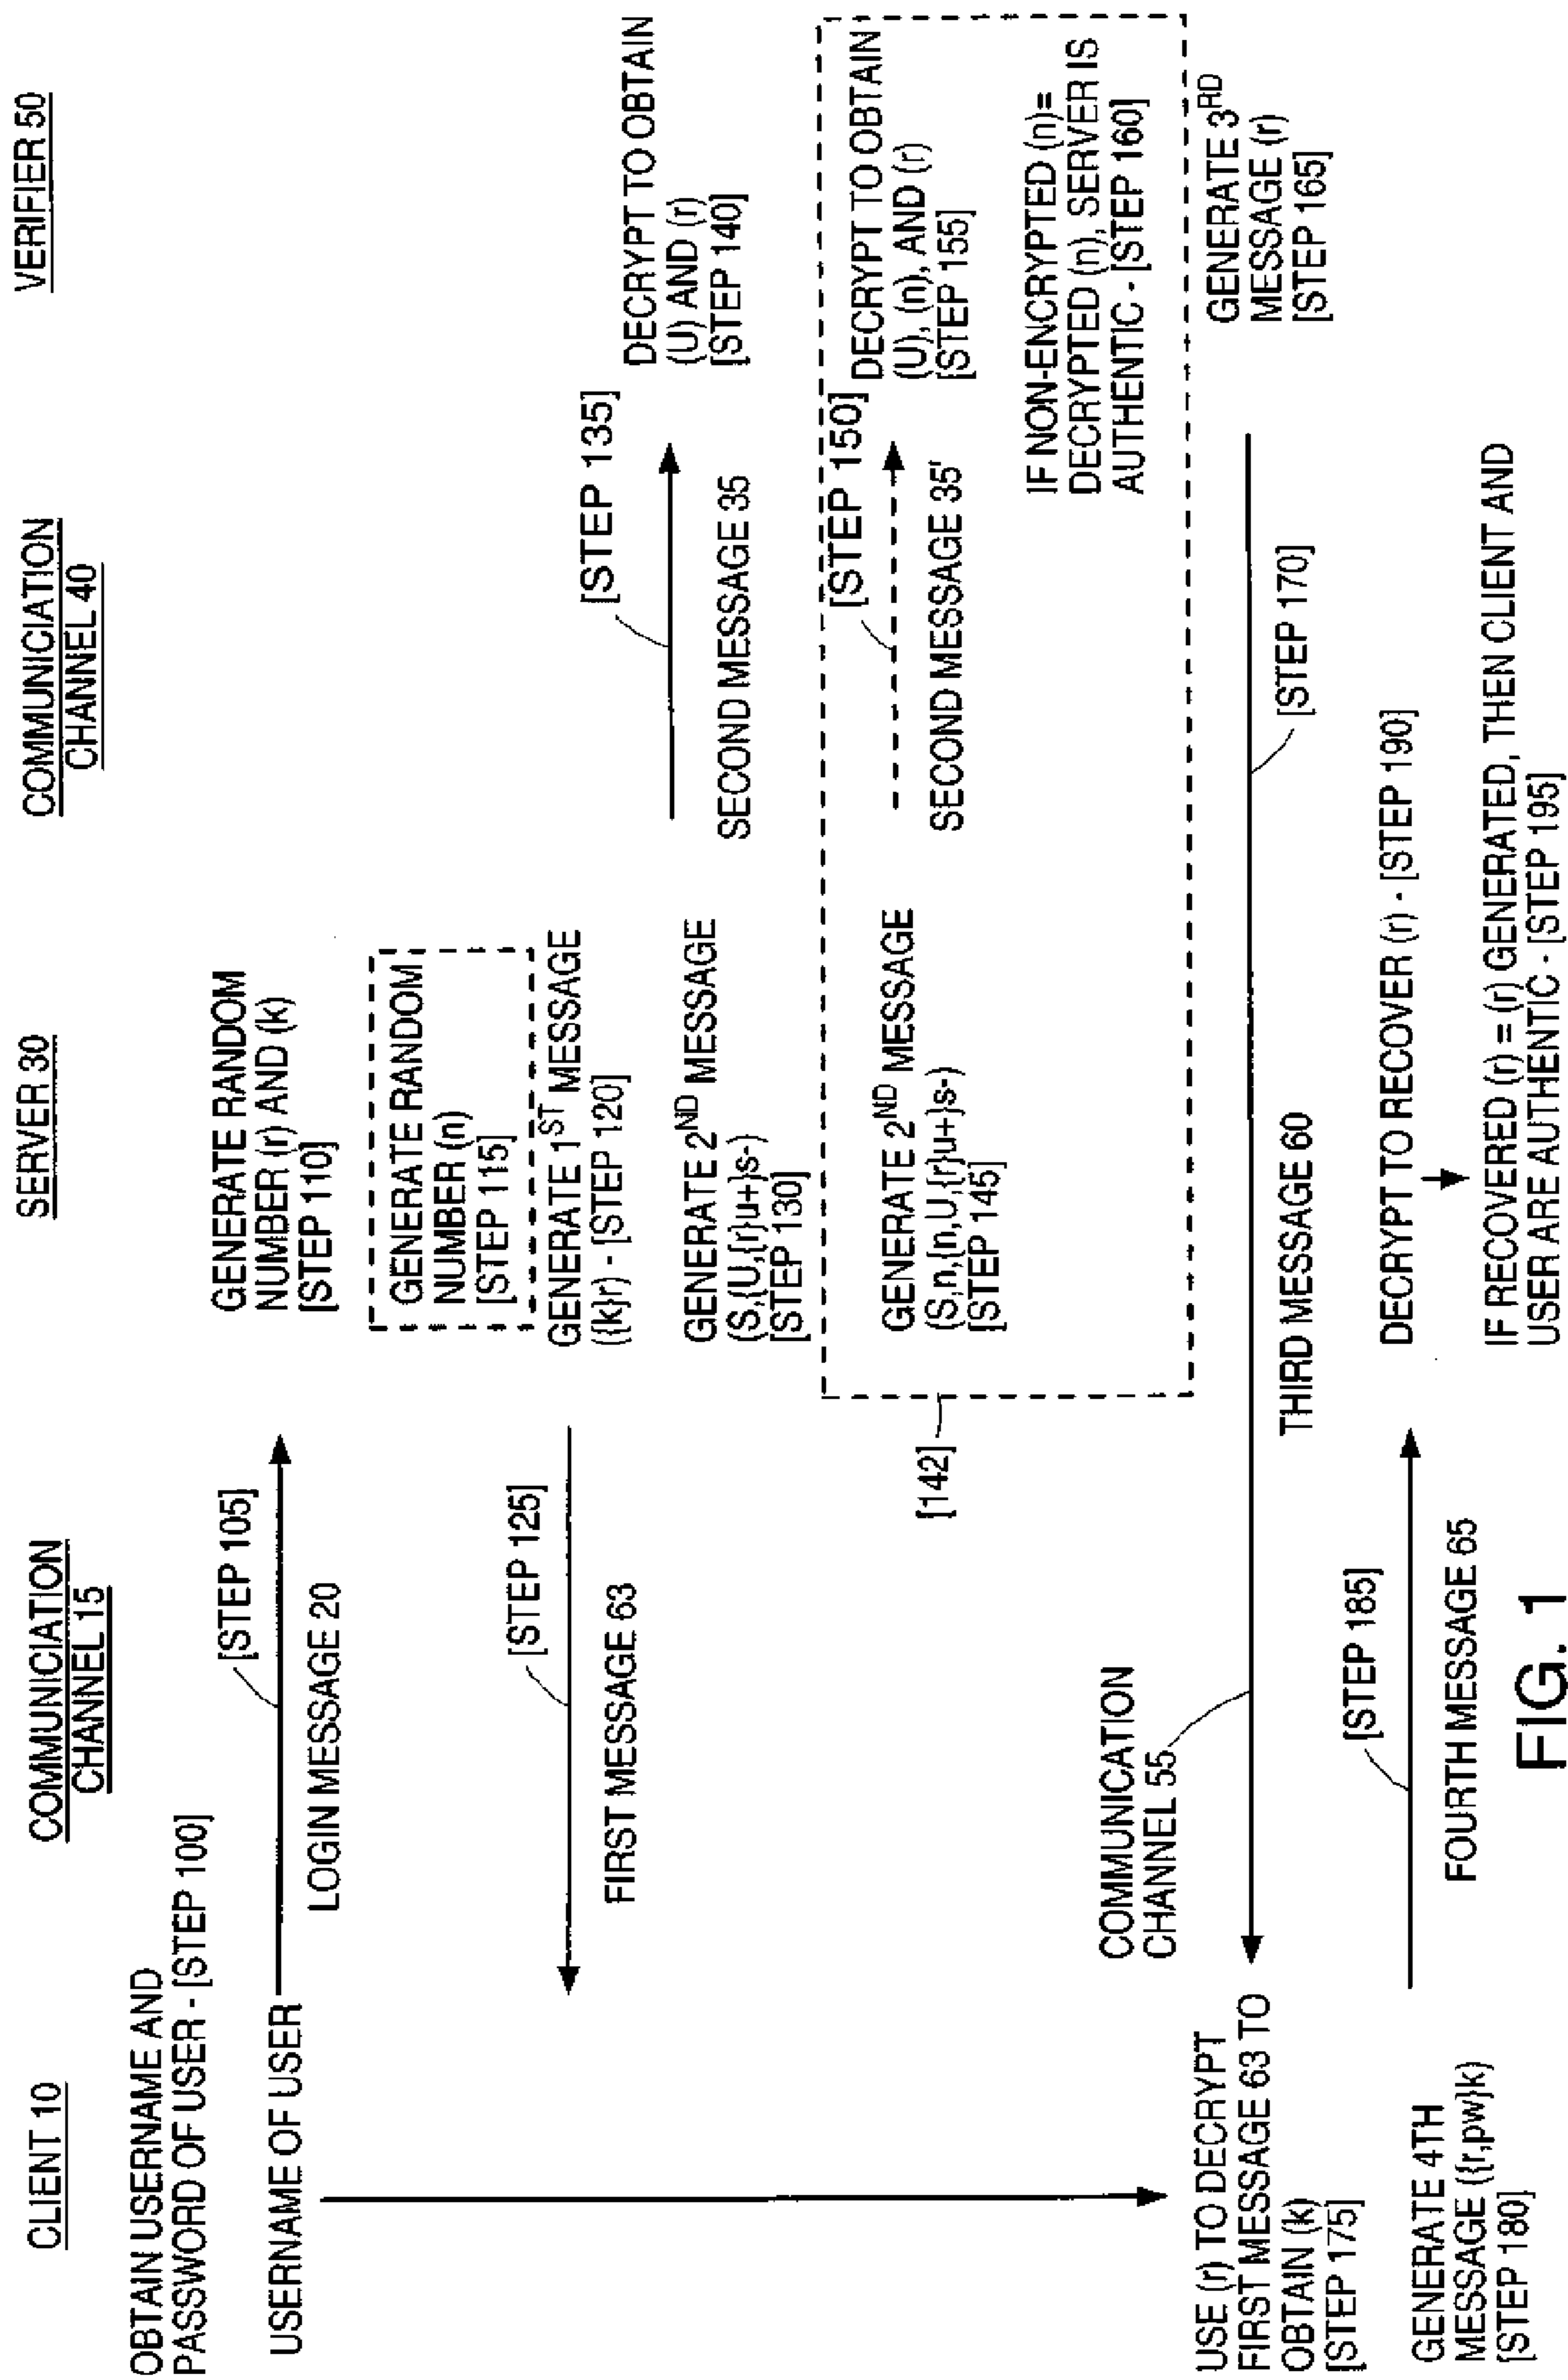 CLIENT 10
COMMUNICIATION
CHANNEL 15
SERVER 30
COMMUNICIATION
CHANNEL 40
VERIFIER 50
OBTAIN USERNAME AND
PASSWORD OF USER - [STEP 100]
USERNAME OF USER
[STEP 105]
LOGIN MESSAGE 20
GENERATE RANDOM
NUMBER (r) AND (k)
[STEP 110]
GENERATE RANDOM
NUMBER (n)
[STEP 115]
GENERATE 1ST MESSAGE
({k}r) - [STEP 120]
[STEP 125]
FIRST MESSAGE 63
GENERATE 2ND MESSAGE
(S,{U,{r}u+}s-)
[STEP 130]
[STEP 135]
SECOND MESSAGE 35
DECRYPT TO OBTAIN
(U) AND (r)
[STEP 140]
[142]
GENERATE 2ND MESSAGE
(S,n,{n,U,{r}u+}s-)
[STEP 145]
[STEP 150]
SECOND MESSAGE 35'
DECRYPT TO OBTAIN
(U), (n), AND (r)
[STEP 155]
IF NON-ENCRYPTED (n)=
DECRYPTED (n), SERVER IS
AUTHENTIC - [STEP 160]
GENERATE 3RD
MESSAGE (r)
[STEP 165]
[STEP 170]
THIRD MESSAGE 60
COMMUNICATION
CHANNEL 55
USE (r) TO DECRYPT
FIRST MESSAGE 63 TO
OBTAIN (k)
[STEP 175]
GENERATE 4TH
MESSAGE ({r,pw}k)
[STEP 180]
[STEP 185]
FOURTH MESSAGE 65
DECRYPT TO RECOVER (r) - [STEP 190]
IF RECOVERED (r) = (r) GENERATED, THEN CLIENT AND
USER ARE AUTHENTIC - [STEP 195]
FIG. 1